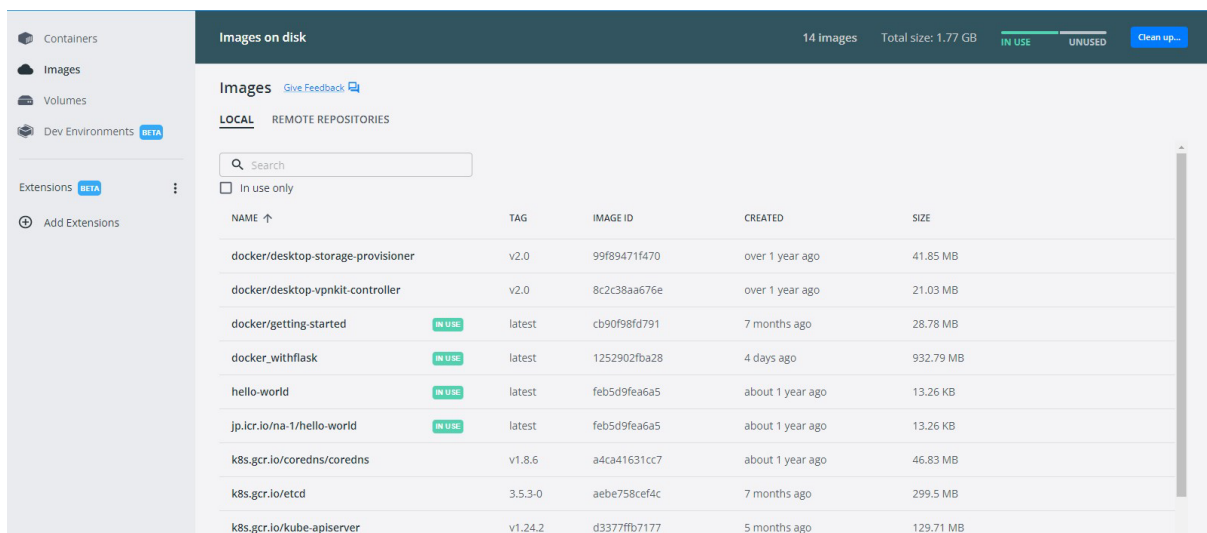 Containers
Images
Volumes
Dev Environments BETA
Extensions BETA
Add Extensions
Images on disk 14 images Total size: 1.77 GB IN USE UNUSED Clean up...
Images Give Feedback
LOCAL REMOTE REPOSITORIES
Search
In use only
NAME TAG IMAGE ID CREATED SIZE
docker/desktop-storage-provisioner v2.0 99f89471f470 over 1 year ago 41.85 MB
docker/desktop-vpnkit-controller v2.0 8c2c38aa676e over 1 year ago 21.03 MB
docker/getting-started IN USE latest cb90f98fd791 7 months ago 28.78 MB
docker_withflask IN USE latest 1252902fba28 4 days ago 932.79 MB
hello-world IN USE latest feb5d9fea6a5 about 1 year ago 13.26 KB
jp.icr.io/na-1/hello-world IN USE latest feb5d9fea6a5 about 1 year ago 13.26 KB
k8s.gcr.io/coredns/coredns v1.8.6 a4ca41631cc7 about 1 year ago 46.83 MB
k8s.gcr.io/etcd 3.5.3-0 aebe758cef4c 7 months ago 299.5 MB
k8s.gcr.io/kube-apiserver v1.24.2 d3377ffb7177 5 months ago 129.71 MB